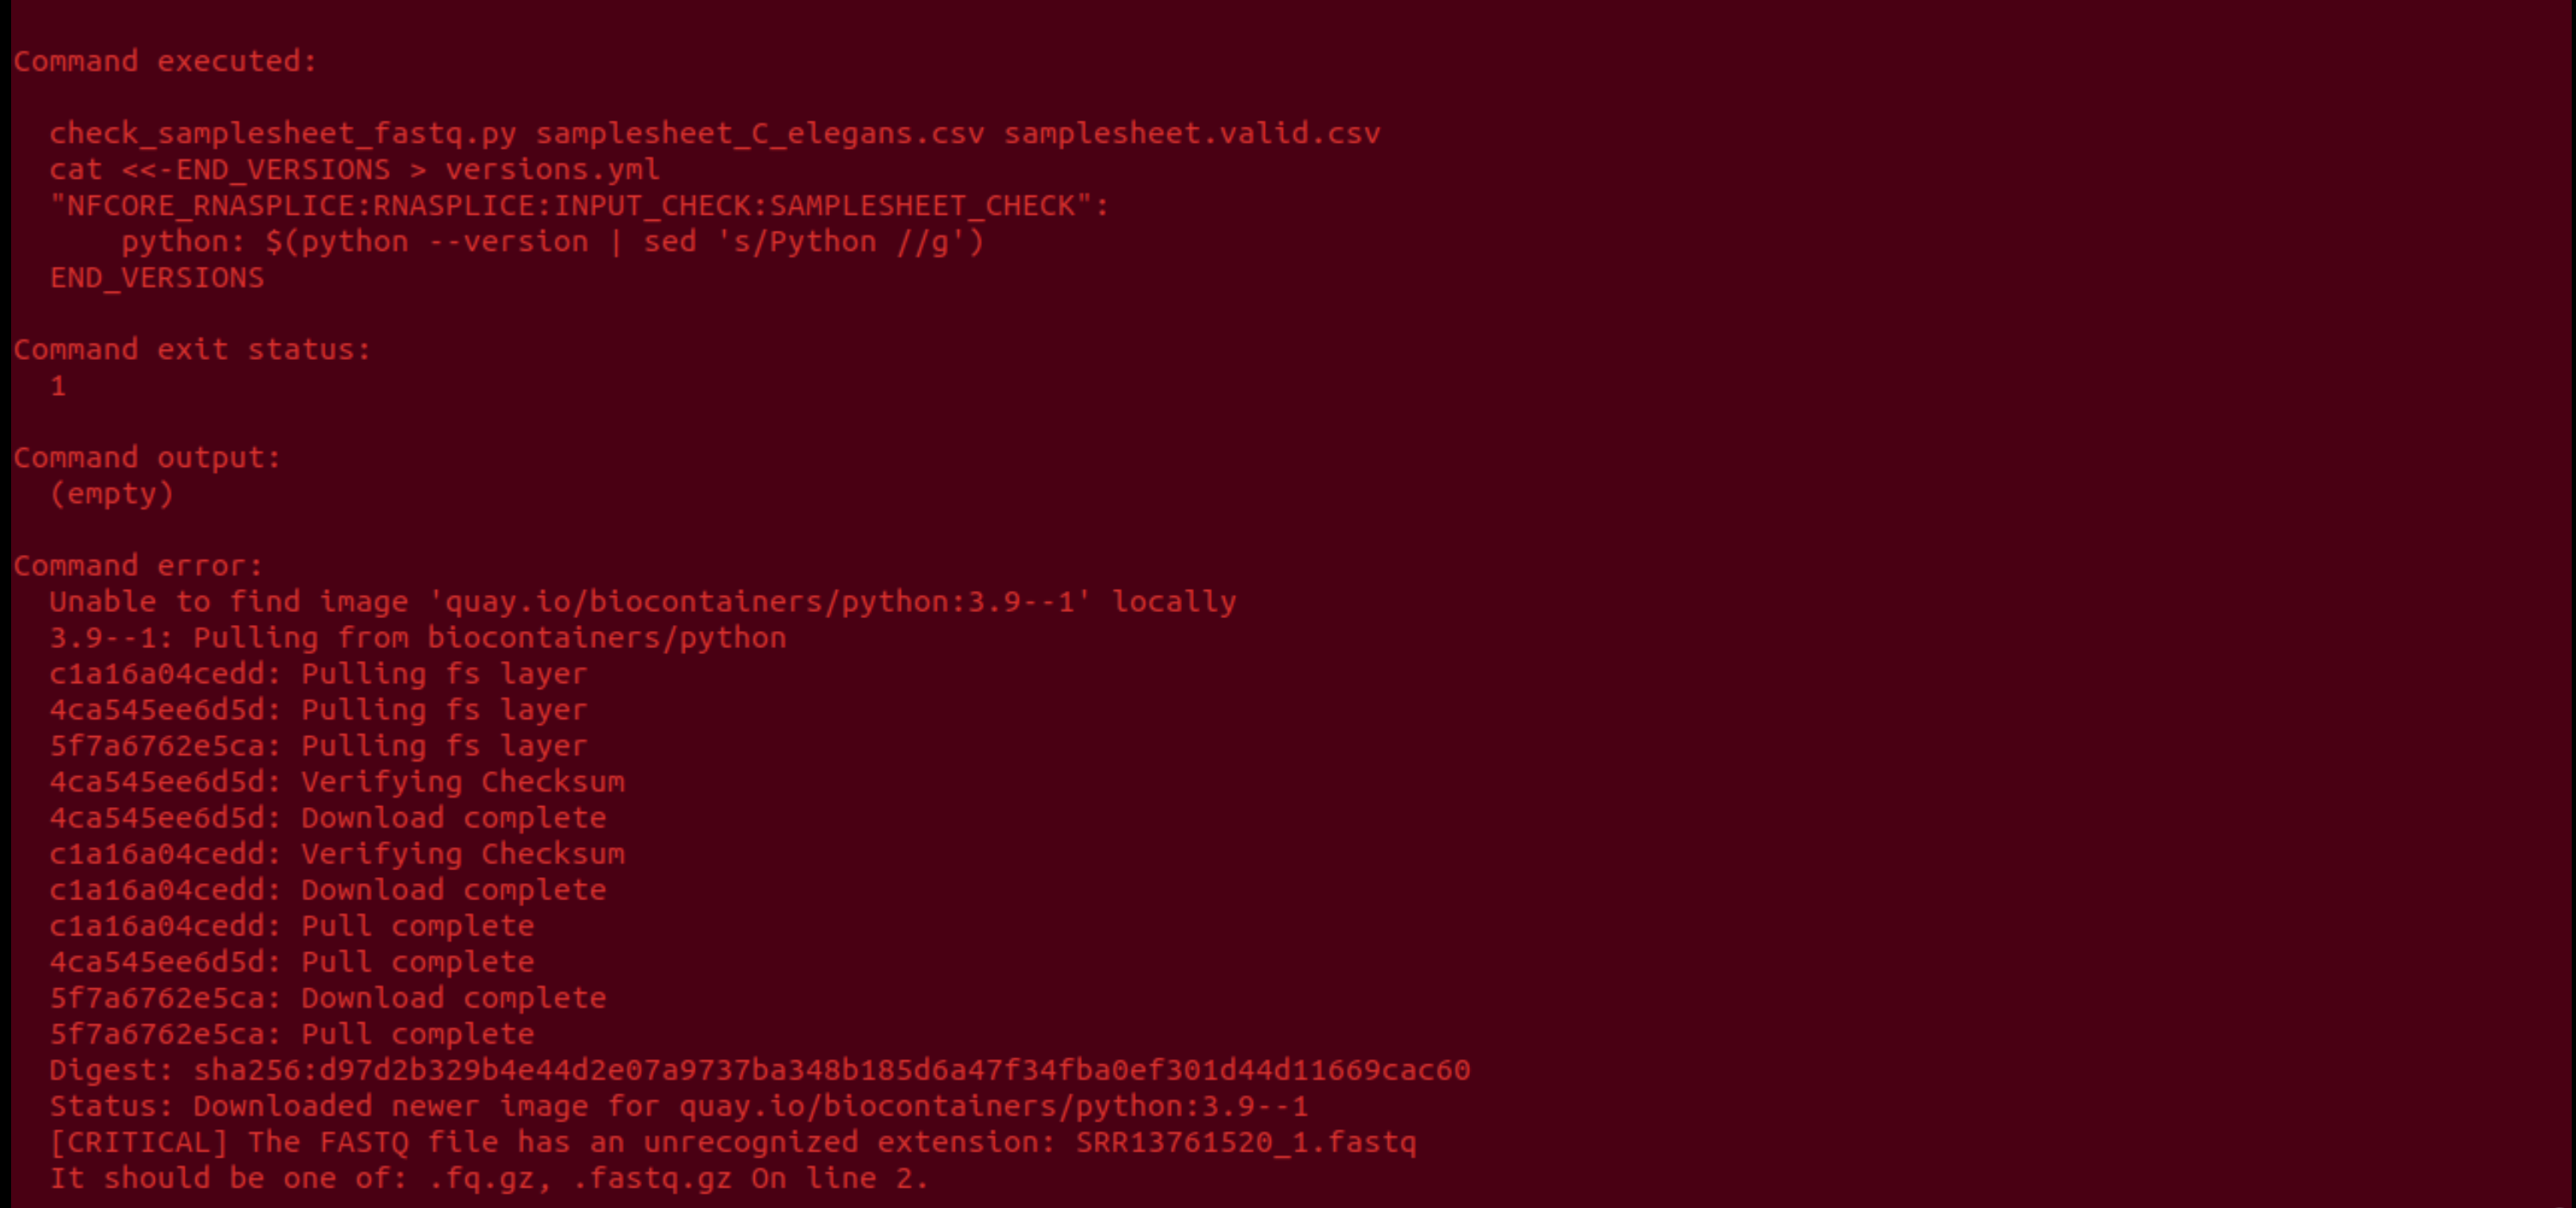 Command executed:
check_samplesheet_fastq.py samplesheet_C_elegans.csv samplesheet.valid.csv
cat <<-END_VERSIONS > versions.yml
"NFCORE_RNASPLICE:RNASPLICE:INPUT_CHECK:SAMPLESHEET_CHECK":
python: $(python --version | sed 's/Python //g')
END_VERSIONS
Command exit status:
1
Command output:
(empty)
Command error:
Unable to find image 'quay.io/biocontainers/python:3.9--1' locally
3.9--1: Pulling from biocontainers/python
c1a16a04cedd: Pulling fs layer
4ca545ee6d5d: Pulling fs layer
5f7a6762e5ca: Pulling fs layer
4ca545ee6d5d: Verifying Checksum
4ca545ee6d5d: Download complete
c1a16a04cedd: Verifying Checksum
c1a16a04cedd: Download complete
c1a16a04cedd: Pull complete
4ca545ee6d5d: Pull complete
5f7a6762e5ca: Download complete
5f7a6762e5ca: Pull complete
Digest: sha256:d97d2b329b4e44d2e07a9737ba348b185d6a47f34fba0ef301d44d11669cac60
Status: Downloaded newer image for quay.io/biocontainers/python:3.9--1
[CRITICAL] The FASTQ file has an unrecognized extension: SRR13761520_1.fastq
It should be one of: .fq.gz, .fastq.gz On line 2.